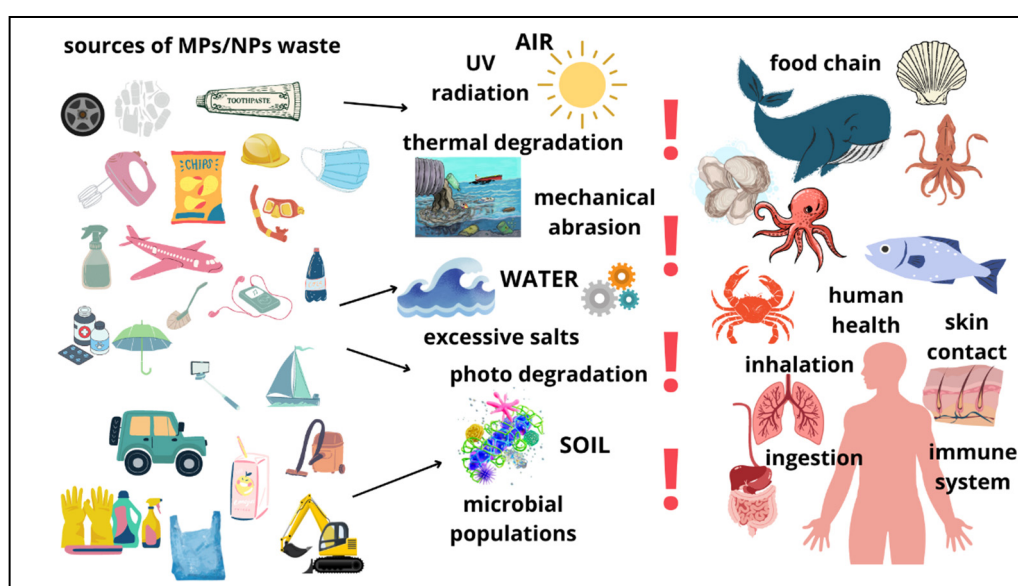 sources of MPs/NPs waste
TOOTHPASTE
CHIPS
AIR
UV
radiation
thermal degradation
mechanical
abrasion
WATER
excessive salts
photo degradation
SOIL
microbial
populations
!
!
!
!
food chain
human
health
skin
contact
inhalation
ingestion
immune
system